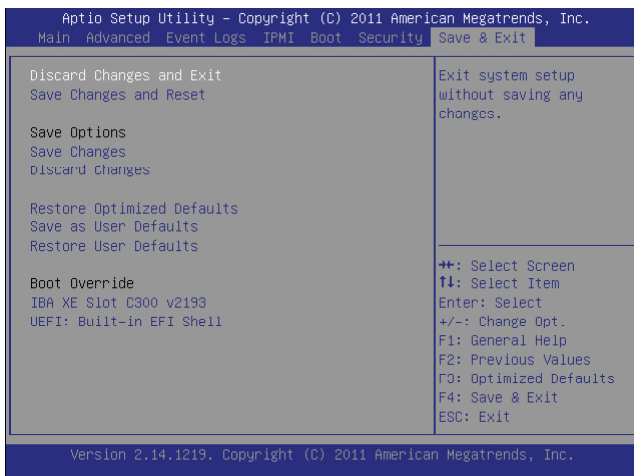 Aptio Setup Utility – Copyright (C) 2011 American Megatrends, Inc.
Main Advanced Event Logs IPMI Boot Security Save & Exit
Discard Changes and Exit
Save Changes and Reset
Save Options
Save Changes
Discard Changes
Restore Optimized Defaults
Save as User Defaults
Restore User Defaults
Boot Override
IBA XE Slot C300 v2193
UEFI: Built-in EFI Shell
Exit system setup
without saving any
changes.
→←: Select Screen
↑↓: Select Item
Enter: Select
+/-: Change Opt.
F1: General Help
F2: Previous Values
F3: Optimized Defaults
F4: Save & Exit
ESC: Exit
Version 2.14.1219. Copyright (C) 2011 American Megatrends, Inc.